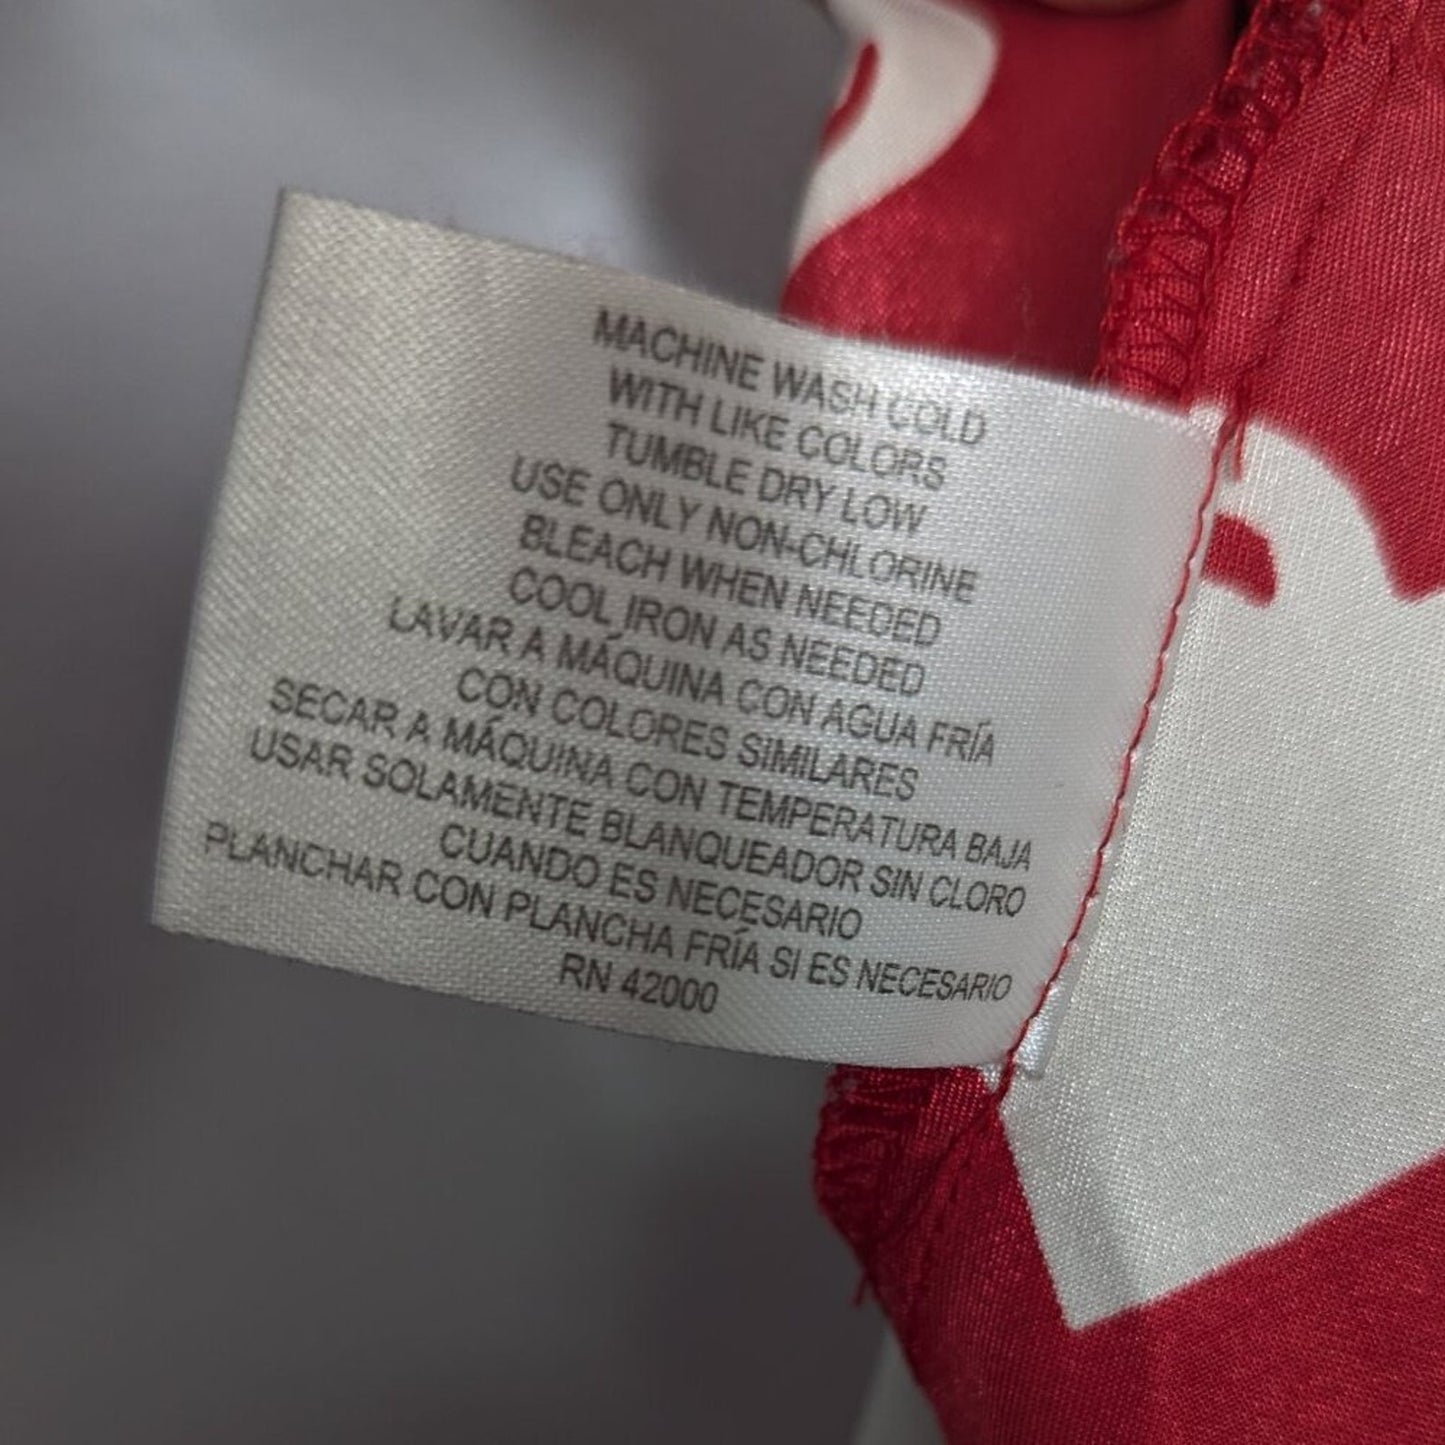 MACHINE WASH COLD
WITH LIKE COLORS
TUMBLE DRY LOW
USE ONLY NON-CHLORINE
BLEACH WHEN NEEDED
COOL IRON AS NEEDED
LAVAR A MÁQUINA CON AGUA FRÍA
CON COLORES SIMILARES
SECAR A MÁQUINA CON TEMPERATURA BAJA
USAR SOLAMENTE BLANQUEADOR SIN CLORO
CUANDO ES NECESARIO
PLANCHAR CON PLANCHA FRÍA SI ES NECESARIO
RN 42000